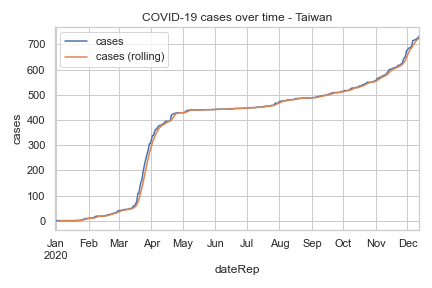 COVID-19 cases over time - Taiwan
cases
cases (rolling)
cases
700
600
500
400
300
200
100
0
Jan Feb Mar Apr May Jun Jul Aug Sep Oct Nov Dec
2020
dateRep